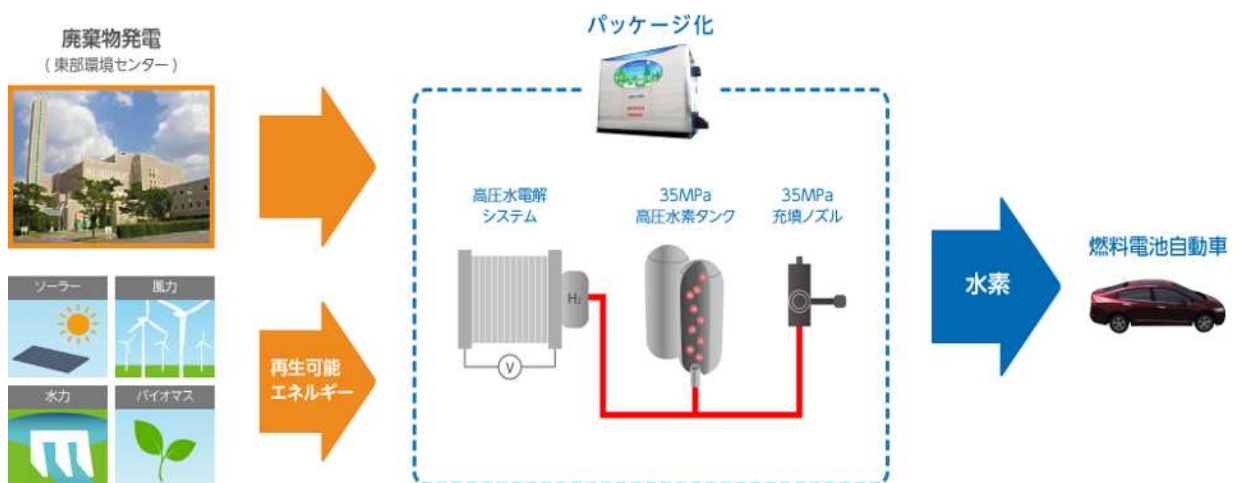 廃棄物発電
(東部環境センター)
ソーラー
風力
水力
バイオマス
再生可能
エネルギー
パッケージ化
高圧水電解
システム
35MPa
高圧水素タンク
35MPa
充填ノズル
H₂
V
水素
燃料電池自動車